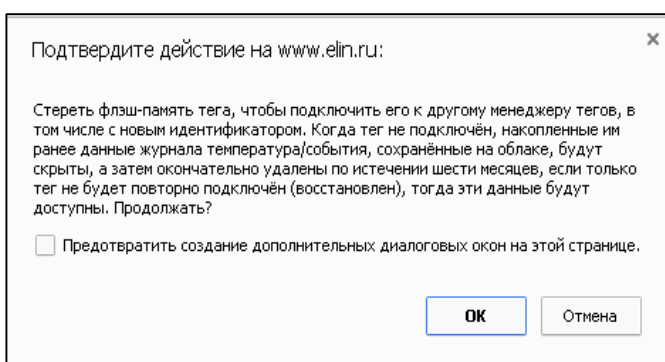 Подтвердите действие на www.elin.ru:
Стереть флэш-память тега, чтобы подключить его к другому менеджеру тегов, в
том числе с новым идентификатором. Когда тег не подключён, накопленные им
ранее данные журнала температура/события, сохранённые на облаке, будут
скрыты, а затем окончательно удалены по истечении шести месяцев, если только
тег не будет повторно подключён (восстановлен), тогда эти данные будут
доступны. Продолжать?
Предотвратить создание дополнительных диалоговых окон на этой странице.
ОК Отмена